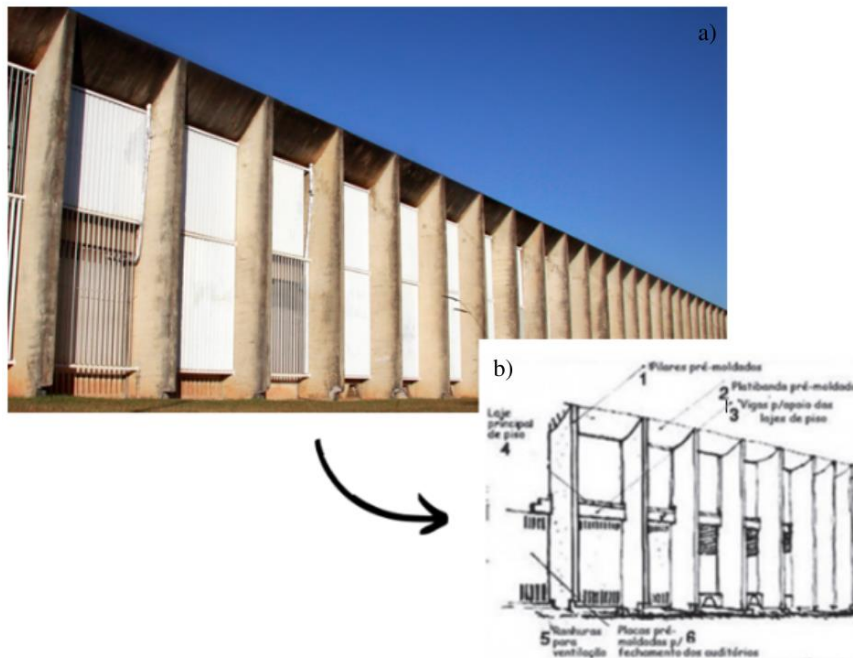 a)
b)
1
Pilares pré-moldados
2 Platibanda pré-moldada
3 Vigas p/apoio das
lajes de piso
Laje
principal
de piso
4
5 Ranhuras
para
ventilação
Placas pré- 6
moldadas p/
fechamento dos auditórios